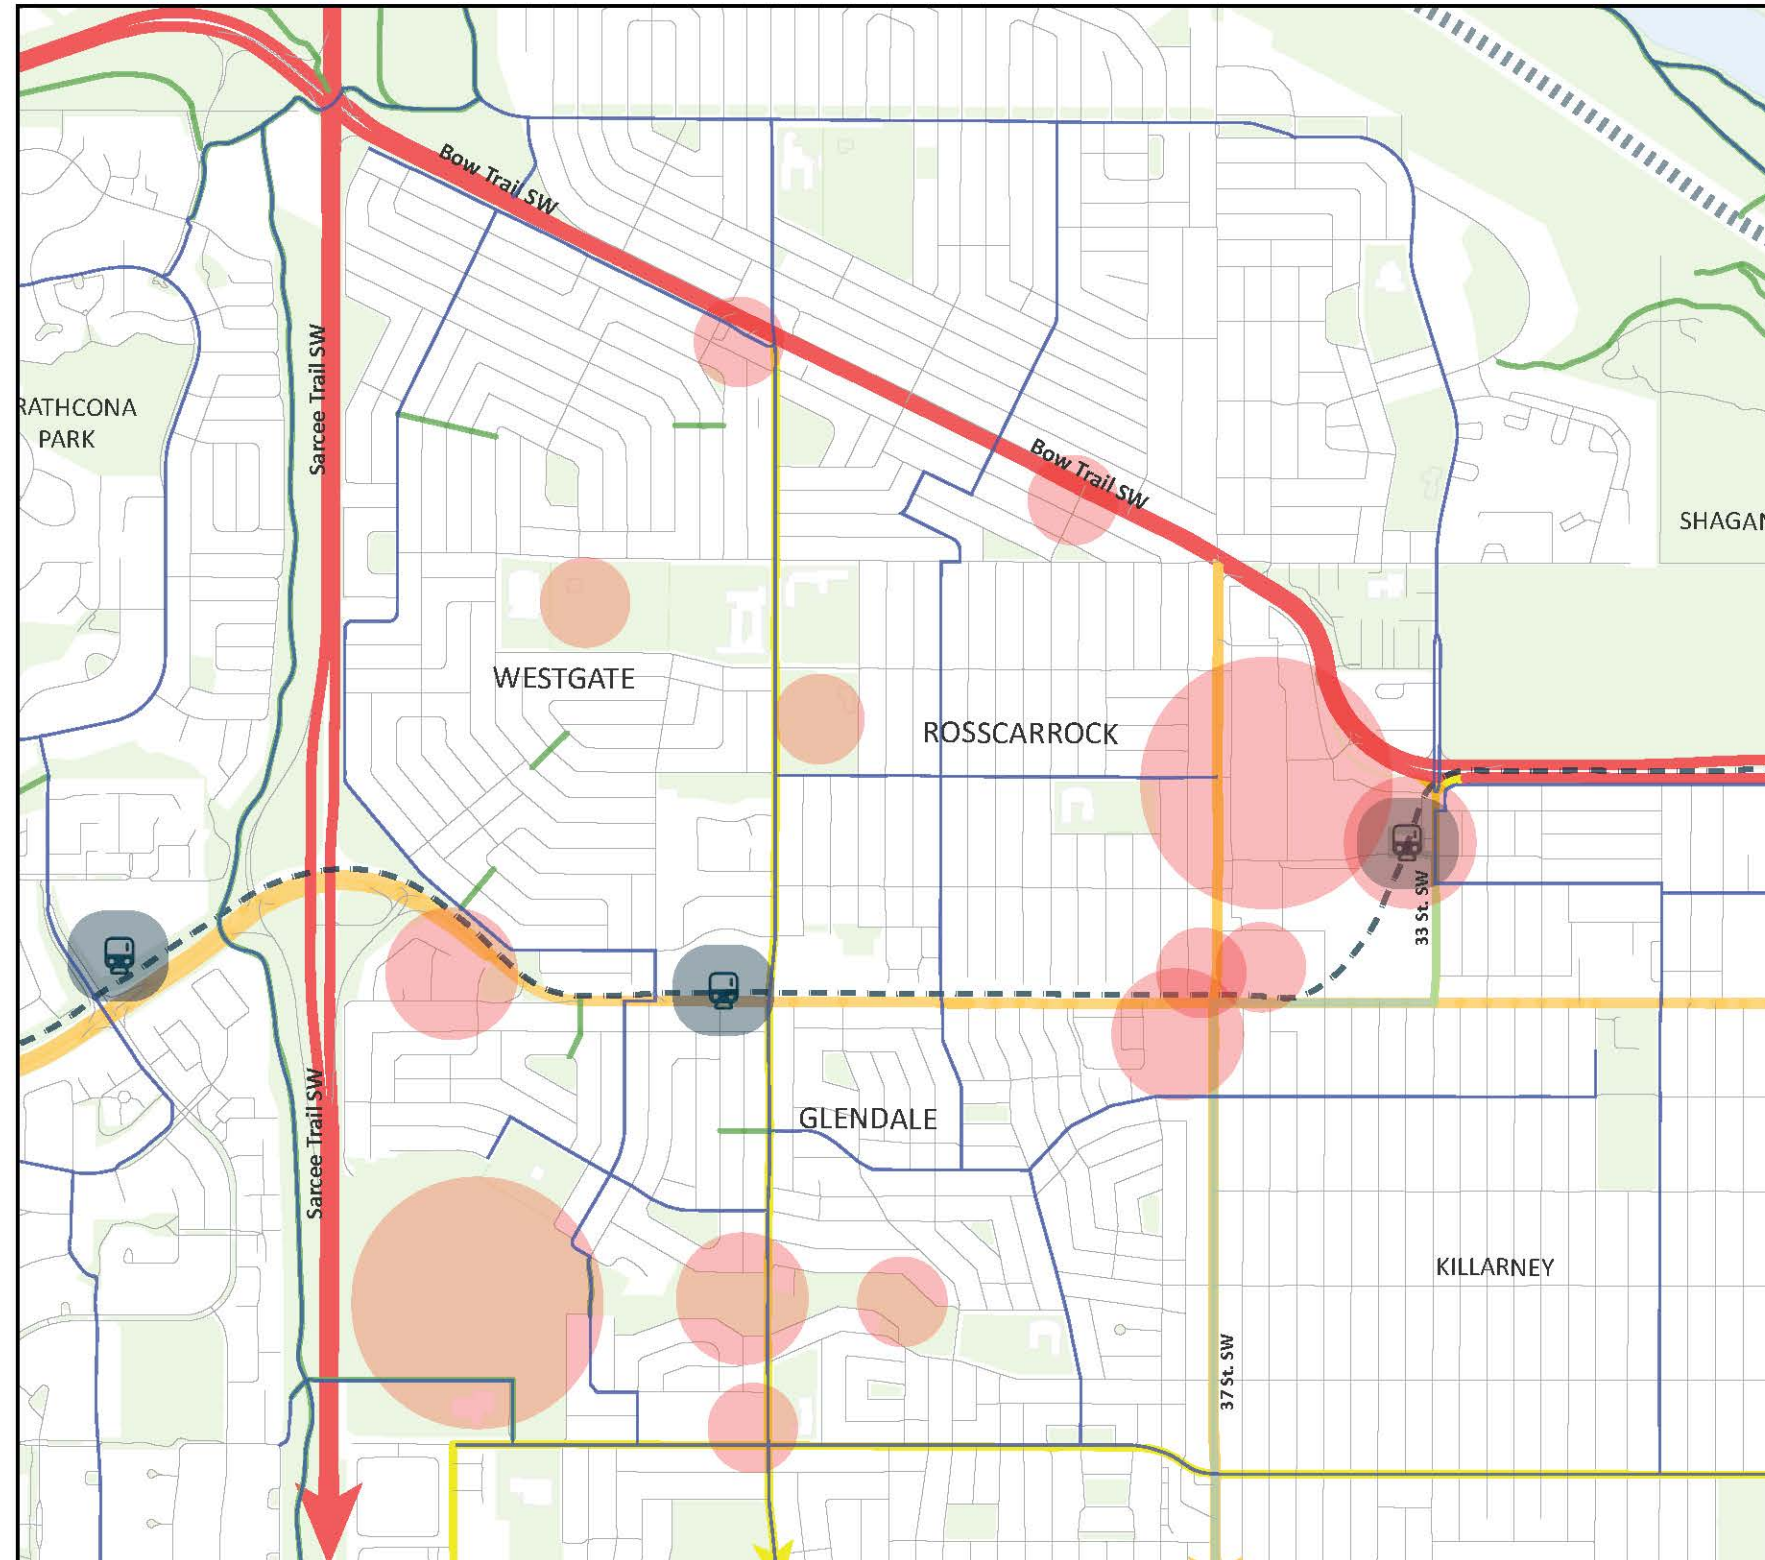 Bow Trail SW
Sarcee Trail SW
RATHCONA
PARK
Bow Trail SW
SHAGAN
WESTGATE
ROSSCARROCK
33 St. SW
Sarcee Trail SW
GLENDALE
KILLARNEY
37 St. SW